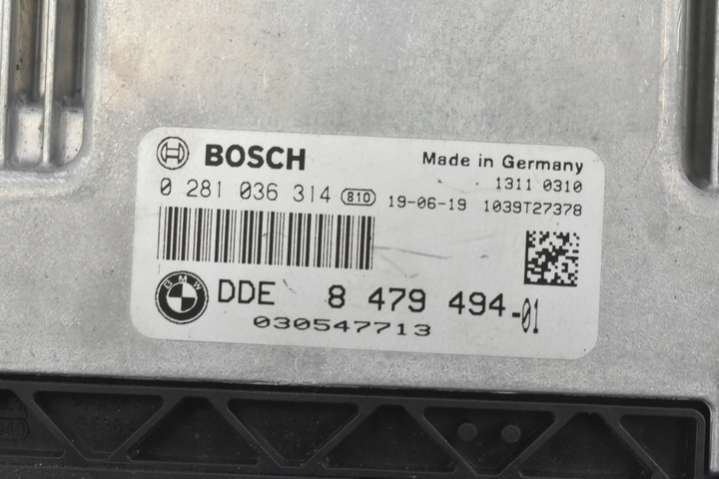 BOSCH Made in Germany
1311 0310
0 281 036 314 810 19-06-19 1039T27378
BMW DDE 8 479 494-01
030547713